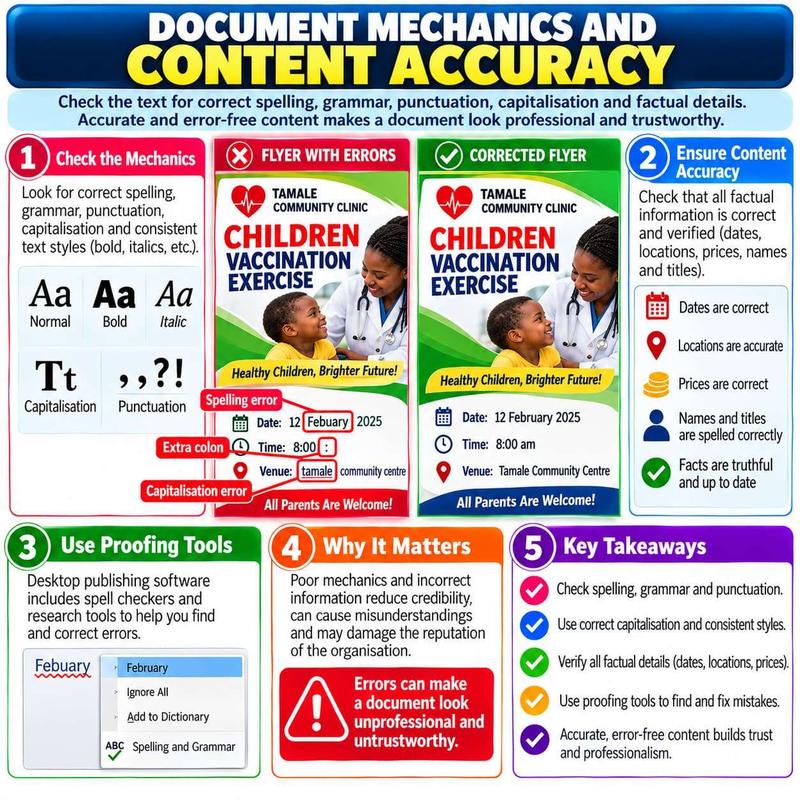 DOCUMENT MECHANICS AND
CONTENT ACCURACY
Check the text for correct spelling, grammar, punctuation, capitalisation and factual details.
Accurate and error-free content makes a document look professional and trustworthy.
1 Check the Mechanics
Look for correct spelling,
grammar, punctuation,
capitalisation and consistent
text styles (bold, italics, etc.).
Aa Aa Aa
Normal Bold Italic
Tt ,,?!
Capitalisation Punctuation
FLYER WITH ERRORS
TAMALE
COMMUNITY CLINIC
CHILDREN
VACCINATION
EXERCISE
Healthy Children, Brighter Future!
Spelling error
Date: 12 Febuary 2025
Extra colon
Time: 8:00 :
Venue: tamale community centre
Capitalisation error
All Parents Are Welcome!
CORRECTED FLYER
TAMALE
COMMUNITY CLINIC
CHILDREN
VACCINATION
EXERCISE
Healthy Children, Brighter Future!
Date: 12 February 2025
Time: 8:00 am
Venue: Tamale Community Centre
All Parents Are Welcome!
2 Ensure Content
Accuracy
Check that all factual
information is correct
and verified (dates,
locations, prices, names
and titles).
Dates are correct
Locations are accurate
Prices are correct
Names and titles
are spelled correctly
Facts are truthful
and up to date
3 Use Proofing Tools
Desktop publishing software
includes spell checkers and
research tools to help you find
and correct errors.
Febuary
February
Ignore All
Add to Dictionary
ABC Spelling and Grammar
4 Why It Matters
Poor mechanics and incorrect
information reduce credibility,
can cause misunderstandings
and may damage the reputation
of the organisation.
Errors can make
a document look
unprofessional and
untrustworthy.
5 Key Takeaways
Check spelling, grammar and punctuation.
Use correct capitalisation and consistent styles.
Verify all factual details (dates, locations, prices).
Use proofing tools to find and fix mistakes.
Accurate, error-free content builds trust
and professionalism.